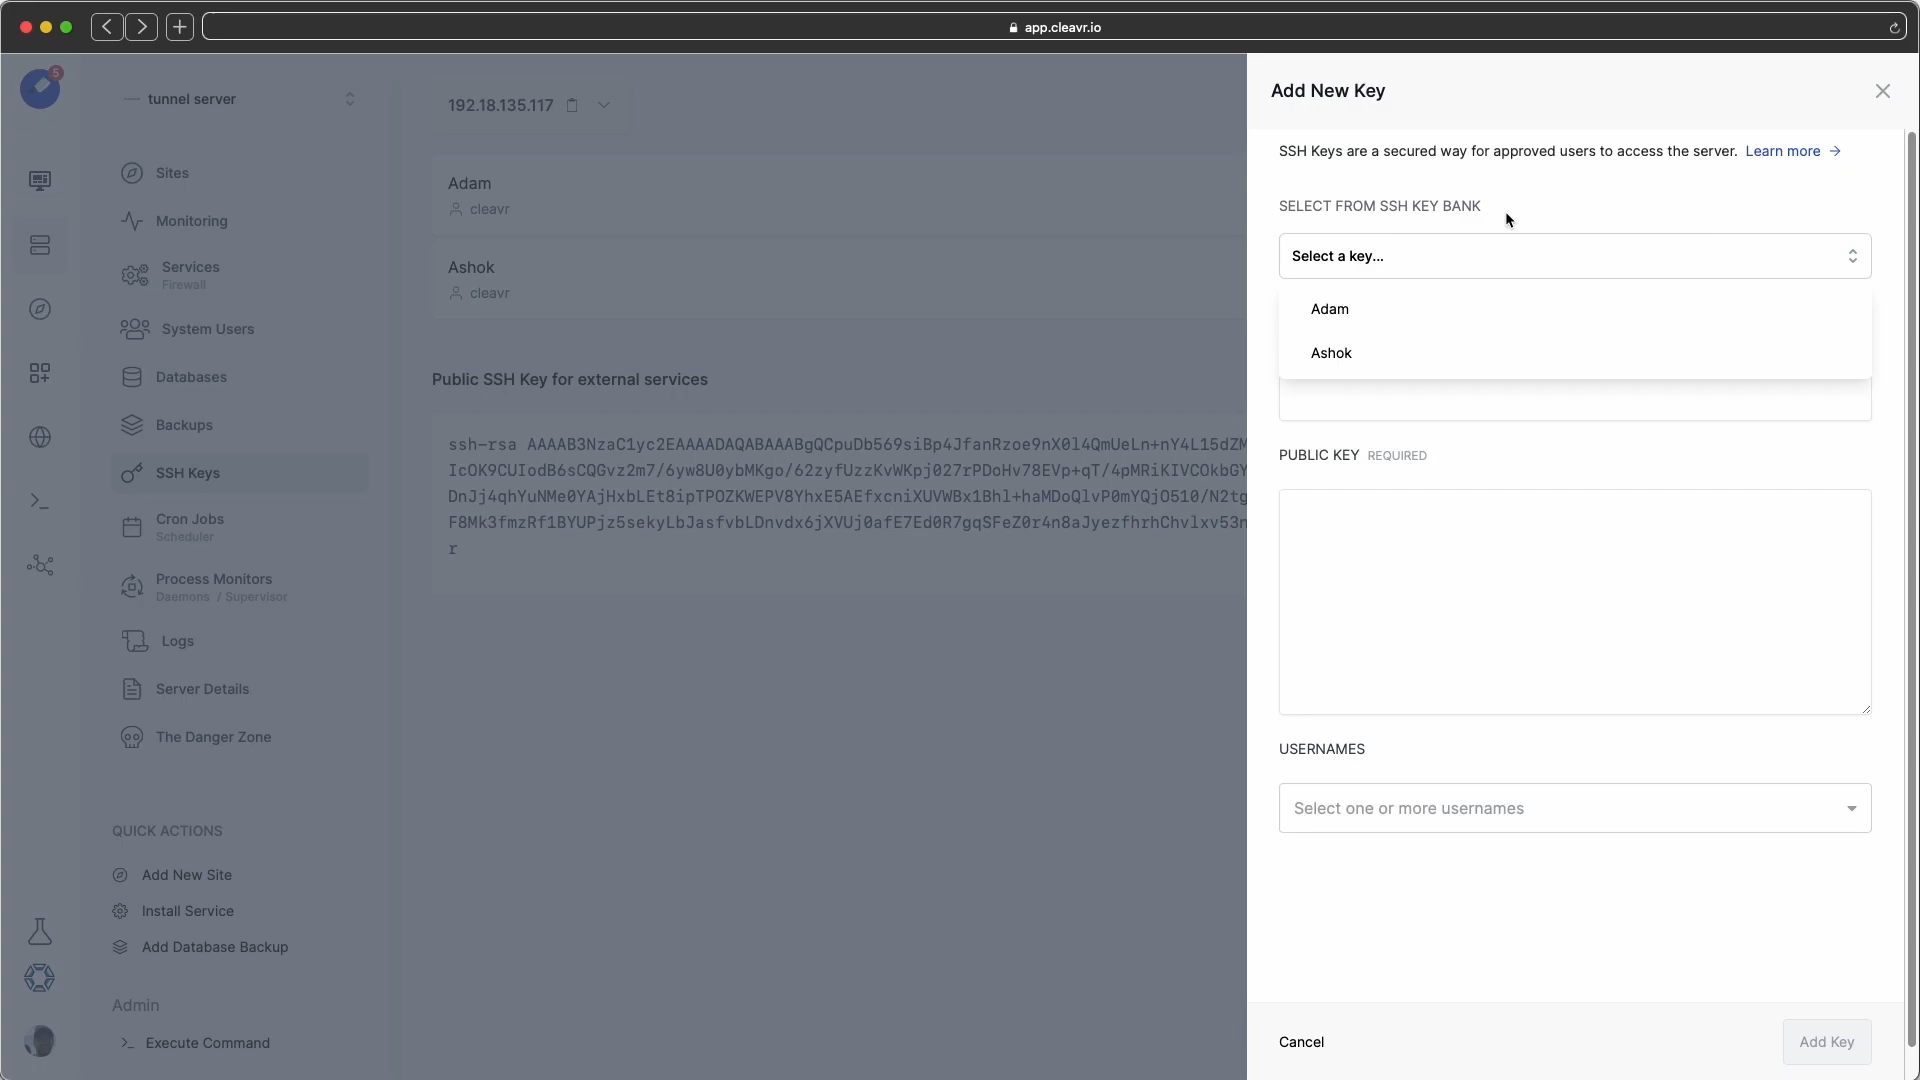 app.cleavr.io
5
tunnel server
Sites
Monitoring
Services
Firewall
System Users
Databases
Backups
SSH Keys
Cron Jobs
Scheduler
Process Monitors
Daemons / Supervisor
Logs
Server Details
The Danger Zone
QUICK ACTIONS
Add New Site
Install Service
Add Database Backup
Admin
Execute Command
192.18.135.117
Adam
cleavr
Ashok
cleavr
Public SSH Key for external services
ssh-rsa AAAAB3NzaC1yc2EAAAADAQABAAABgQCpuDb569siBp4JfanRzoe9nX0l4QmUeLn+nY4L15dZM
IcOK9CUIodB6sCQGvz2m7/6yw8U0ybMKgo/62zyfUzzKvWKpj027rPDoHv78EVp+qT/4pMRiKIVCOkbGY
DnJj4qhYuNMe0YAjHxbLEt8ipTPOZKWEPV8YhxE5AEfxcniXUVWBx1Bhl+haMDoQlvP0mYQjO510/N2tg
F8Mk3fmzRf1BYUPjz5sekyLbJasfvbLDnvdx6jXVUj0afE7Ed0R7gqSFeZ0r4n8aJyezfhrhChvlxv53n
r
Add New Key
SSH Keys are a secured way for approved users to access the server. Learn more →
SELECT FROM SSH KEY BANK
Select a key...
Adam
Ashok
PUBLIC KEY REQUIRED
USERNAMES
Select one or more usernames
Cancel
Add Key